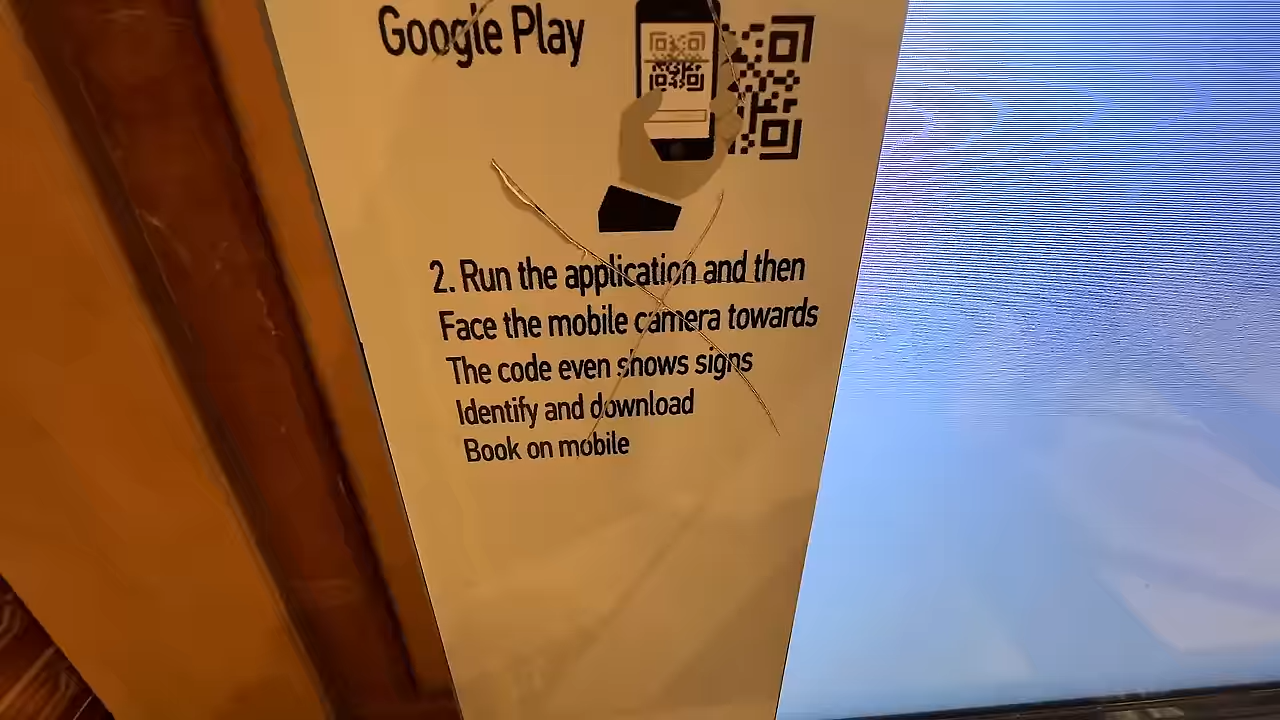 Google Play
2. Run the application and then
Face the mobile camera towards
The code even shows signs
Identify and download
Book on mobile